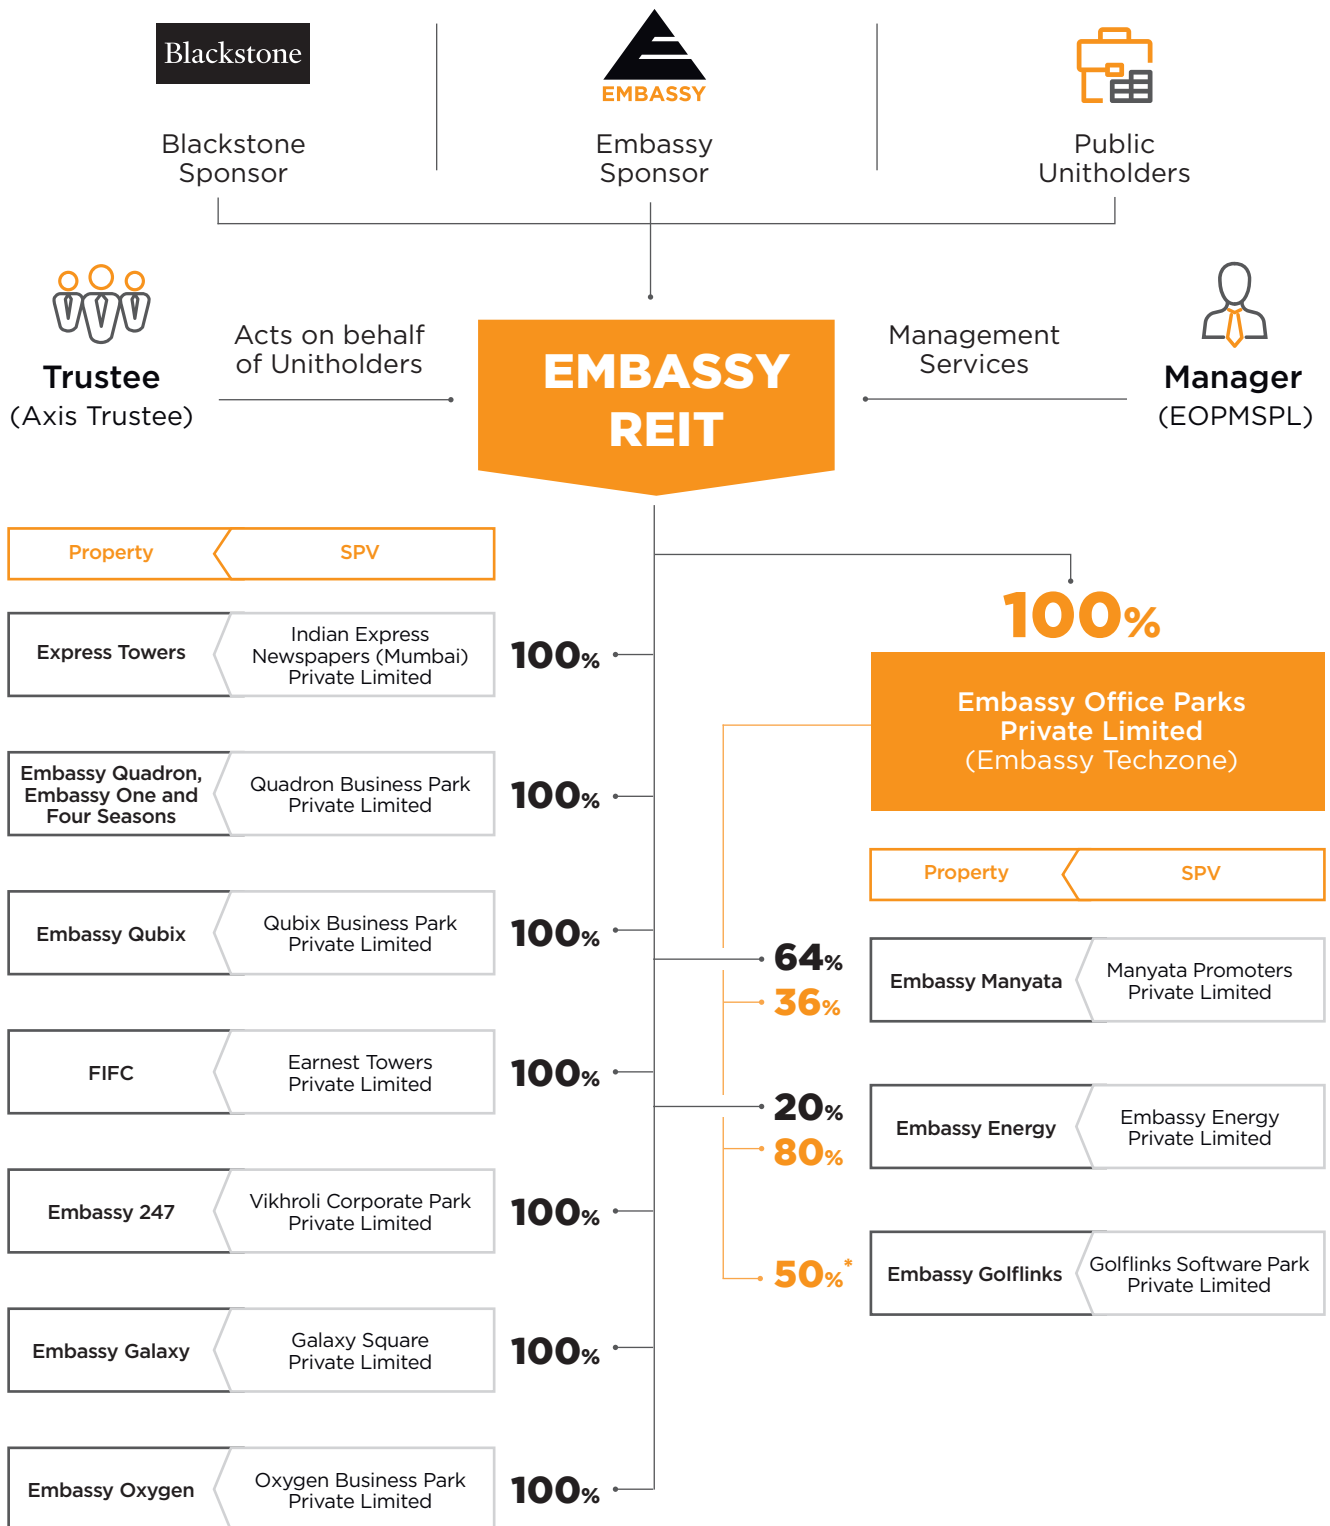 Blackstone
EMBASSY
Blackstone
Sponsor
Embassy
Sponsor
Public
Unitholders
Trustee
(Axis Trustee)
Acts on behalf
of Unitholders
EMBASSY
REIT
Management
Services
Manager
(EOPMSPL)
Property
SPV
Express Towers
Indian Express
Newspapers (Mumbai)
Private Limited
100%
Embassy Quadron,
Embassy One and
Four Seasons
Quadron Business Park
Private Limited
100%
Embassy Qubix
Qubix Business Park
Private Limited
100%
FIFC
Earnest Towers
Private Limited
100%
Embassy 247
Vikhroli Corporate Park
Private Limited
100%
Embassy Galaxy
Galaxy Square
Private Limited
100%
Embassy Oxygen
Oxygen Business Park
Private Limited
100%
100%
Embassy Office Parks
Private Limited
(Embassy Techzone)
Property
SPV
64%
36%
Embassy Manyata
Manyata Promoters
Private Limited
20%
80%
Embassy Energy
Embassy Energy
Private Limited
50%*
Embassy Golflinks
Golflinks Software Park
Private Limited